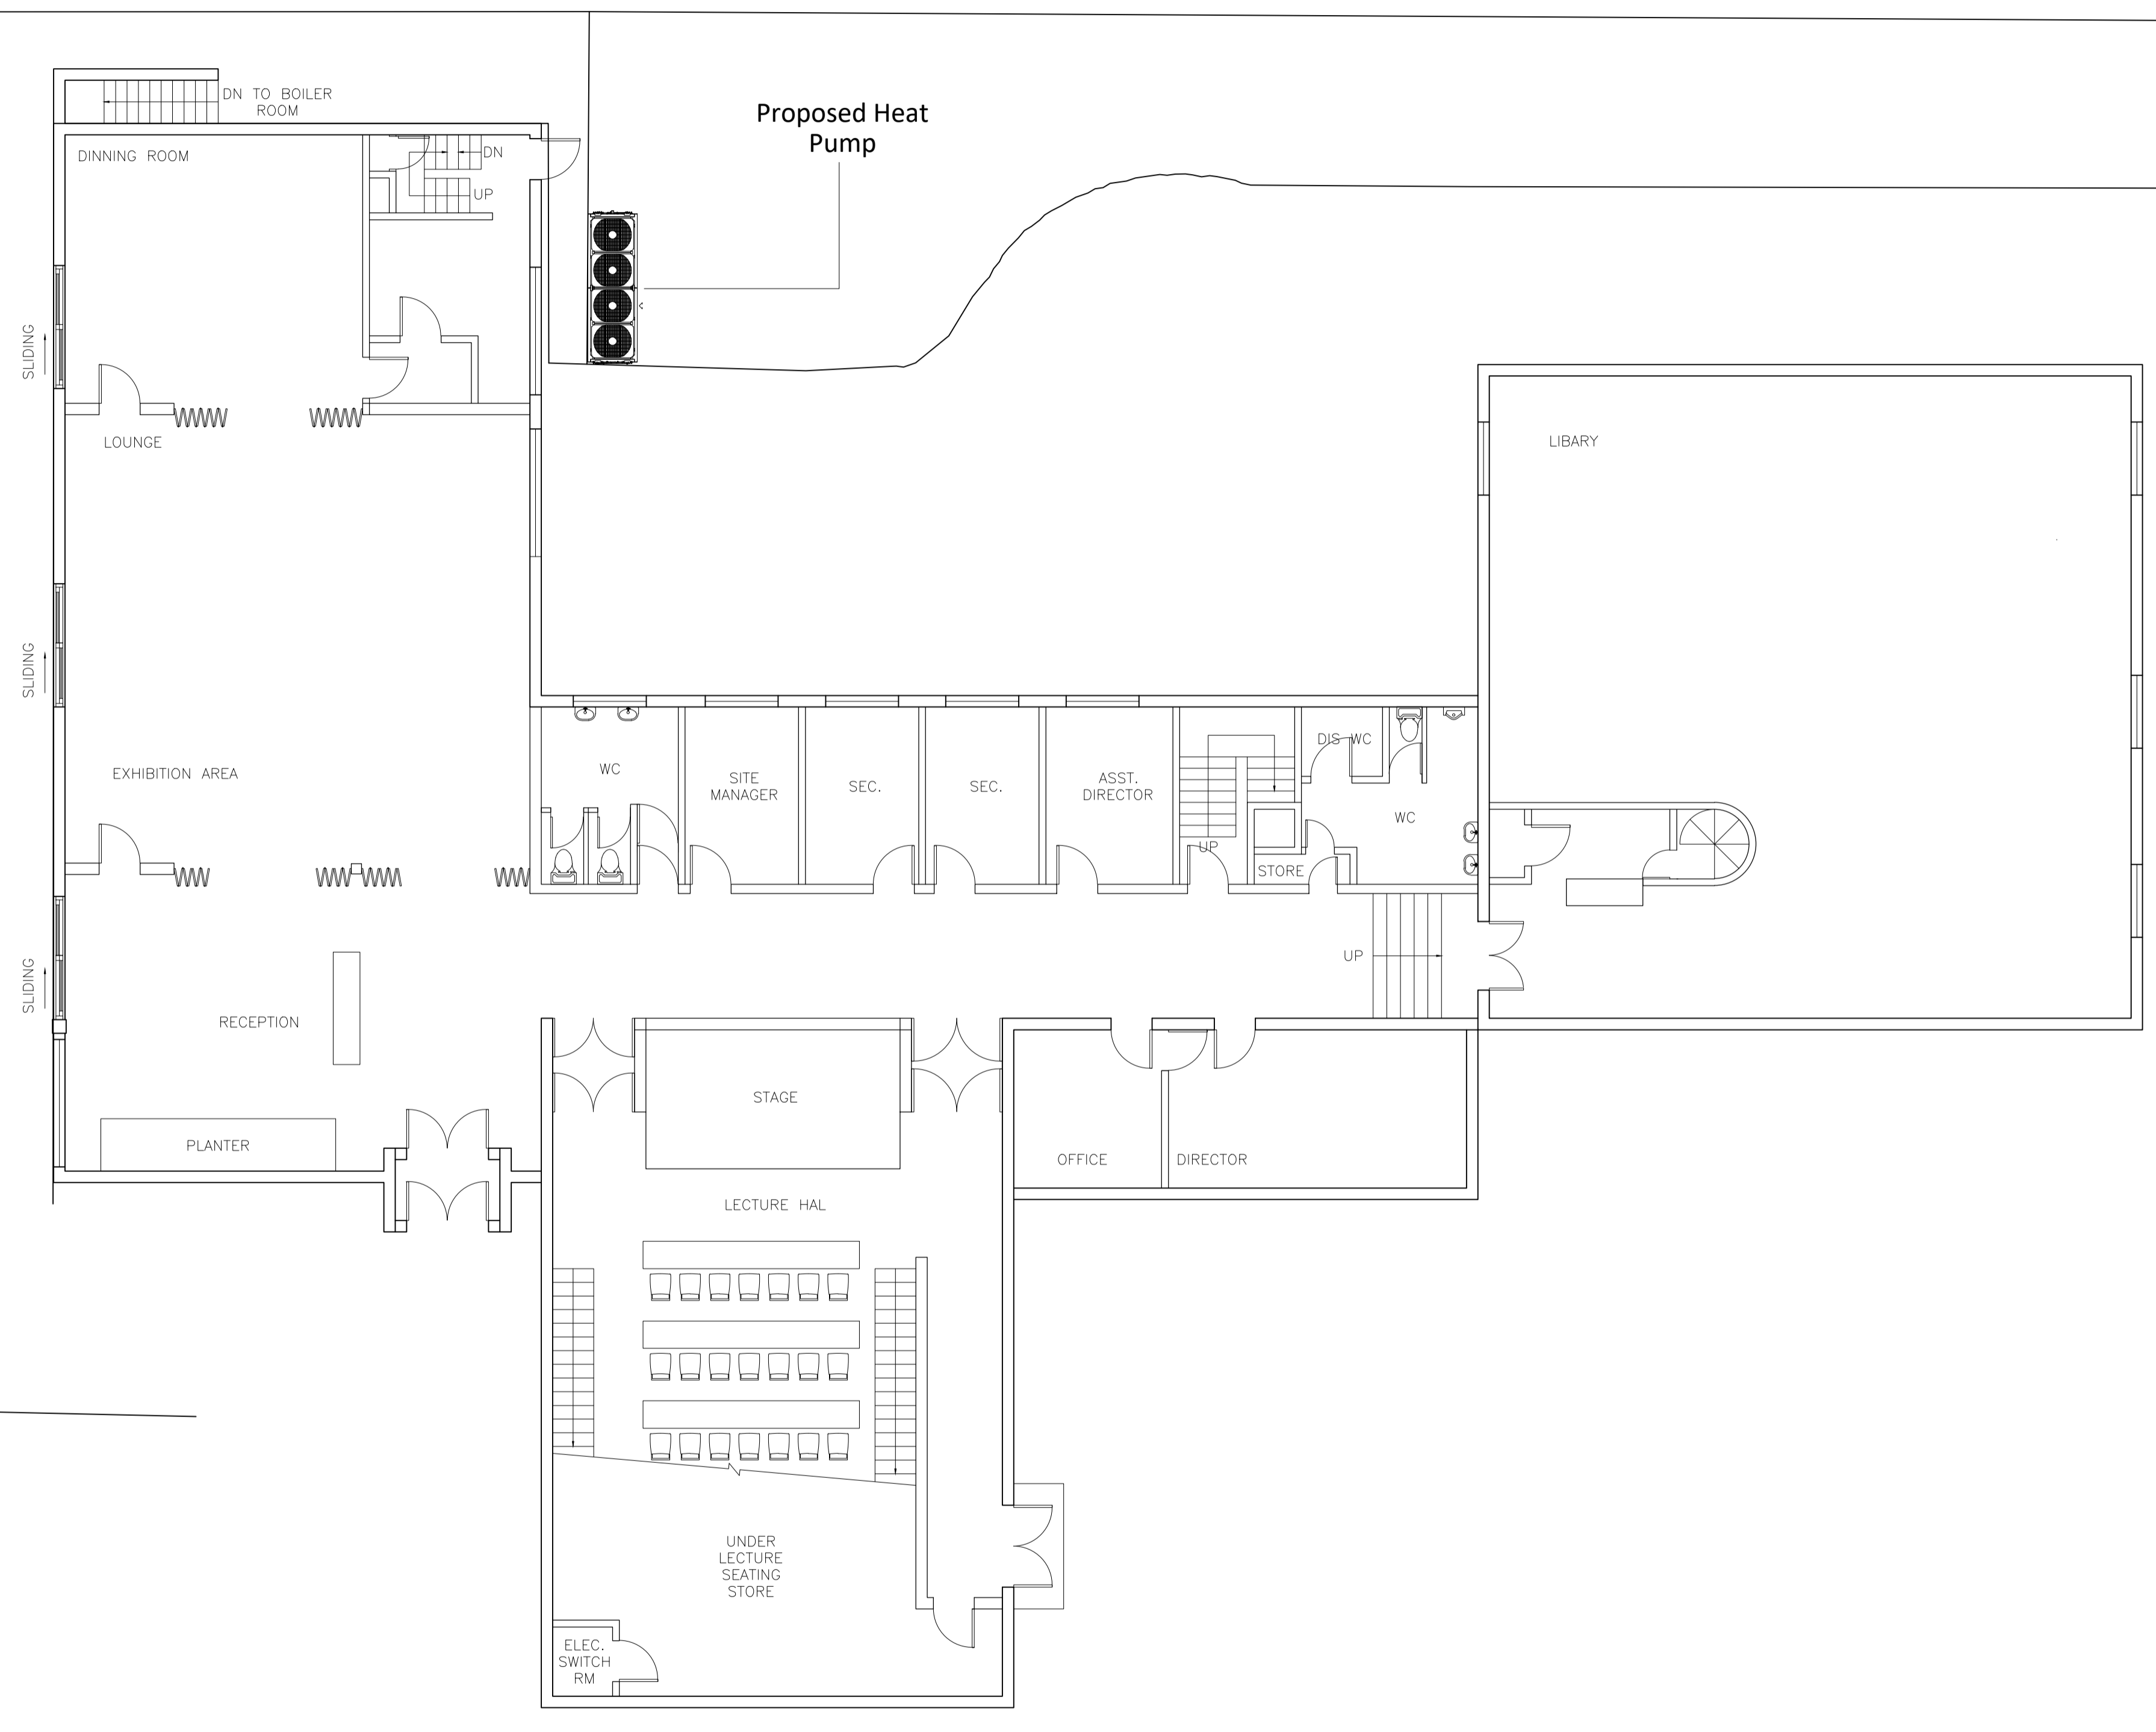 DN TO BOILER
ROOM
Proposed Heat
Pump
DINNING ROOM
DN
UP
SLIDING
LOUNGE
LIBARY
SLIDING
EXHIBITION AREA
WC
SITE
MANAGER
SEC.
SEC.
ASST.
DIRECTOR
DIS WC
WC
UP
STORE
UP
SLIDING
RECEPTION
STAGE
PLANTER
OFFICE
DIRECTOR
LECTURE HAL
UNDER
LECTURE
SEATING
STORE
ELEC.
SWITCH
RM